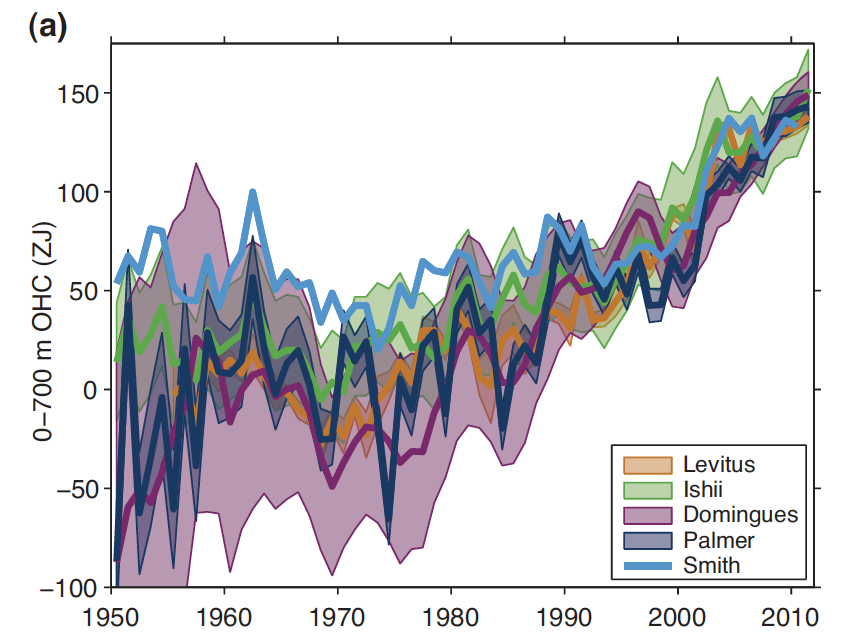 (a)
0−700 m OHC (ZJ)
150
100
50
0
−50
−100
1950 1960 1970 1980 1990 2000 2010
Levitus
Ishii
Domingues
Palmer
Smith